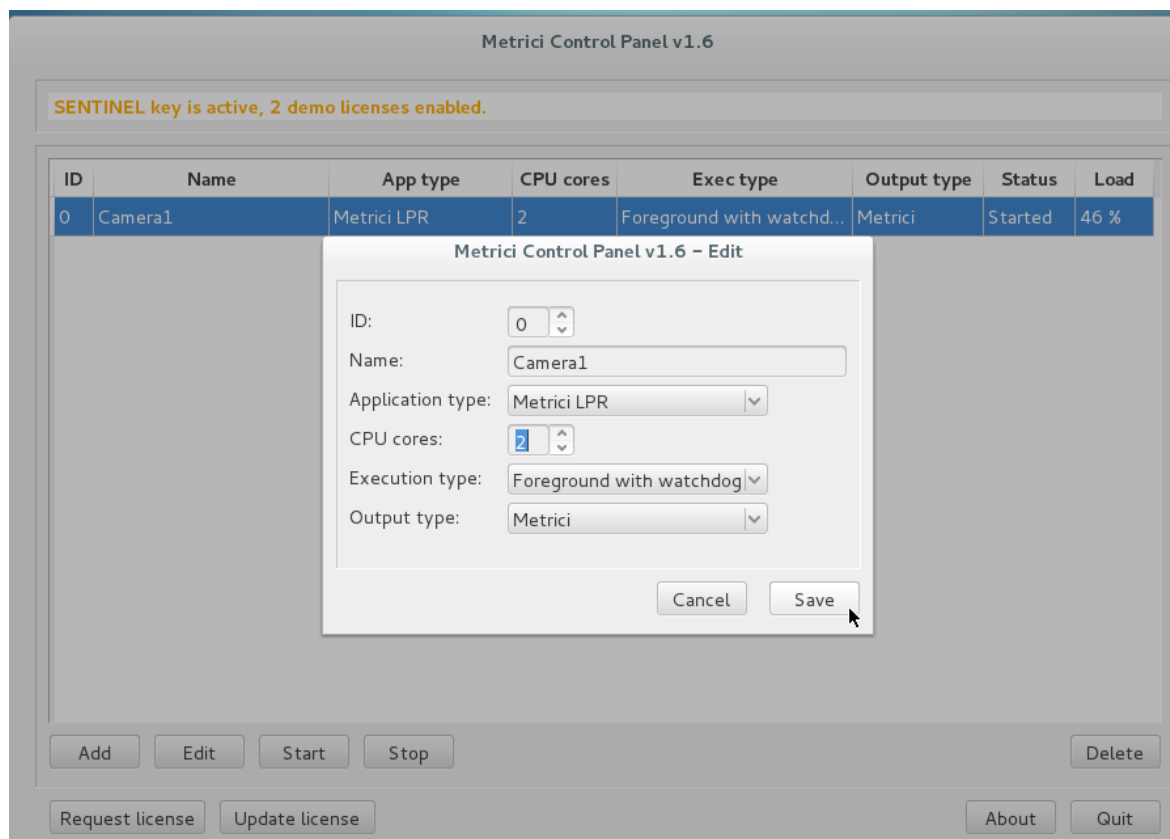 Metrici Control Panel v1.6
SENTINEL key is active, 2 demo licenses enabled.
ID Name App type CPU cores Exec type Output type Status Load
0 Camera1 Metrici LPR 2 Foreground with watchd... Metrici Started 46 %
Metrici Control Panel v1.6 – Edit
ID: 0
Name: Camera1
Application type: Metrici LPR
CPU cores: 2
Execution type: Foreground with watchdog
Output type: Metrici
Cancel Save
Add Edit Start Stop Delete
Request license Update license About Quit